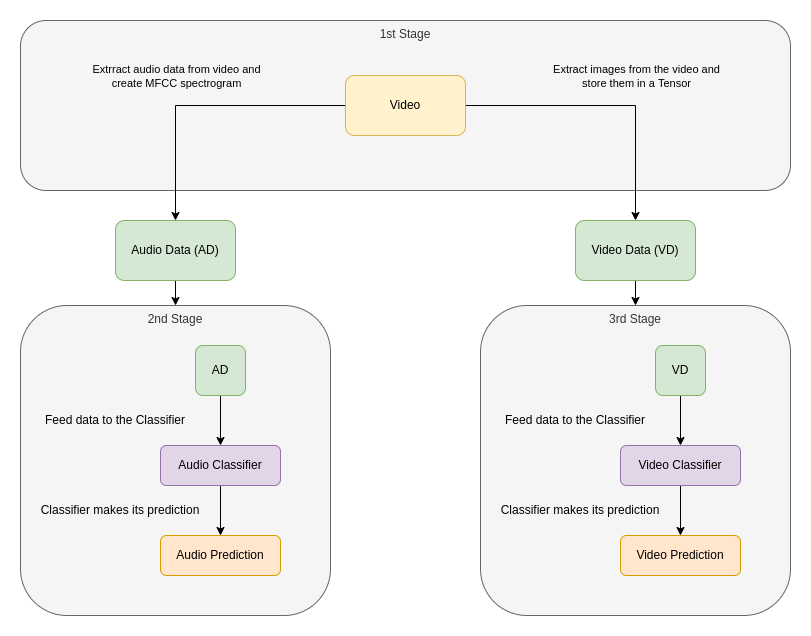 1st Stage
Extrract audio data from video and
create MFCC spectrogram
Extract images from the video and
store them in a Tensor
Video
Audio Data (AD)
Video Data (VD)
2nd Stage
AD
Feed data to the Classifier
Audio Classifier
Classifier makes its prediction
Audio Prediction
3rd Stage
VD
Feed data to the Classifier
Video Classifier
Classifier makes its prediction
Video Prediction